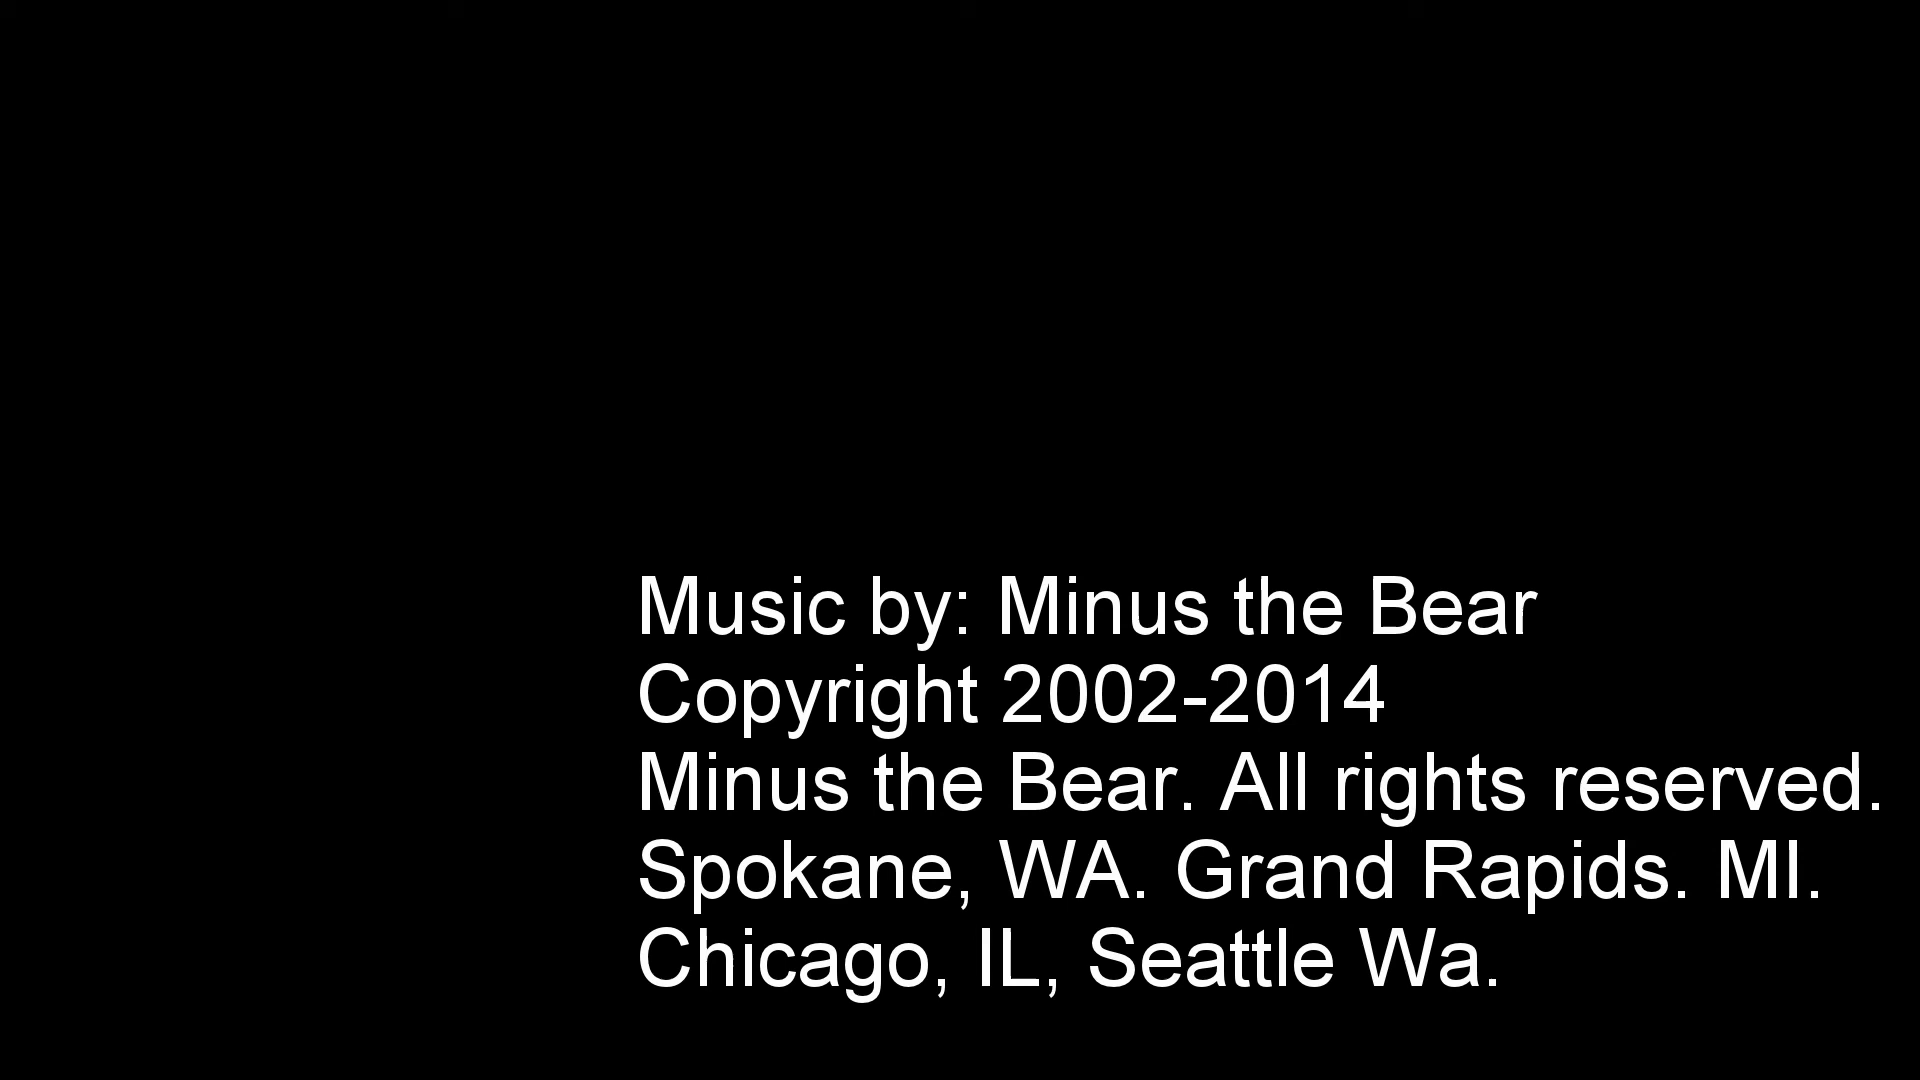 Music by: Minus the Bear
Copyright 2002-2014
Minus the Bear. All rights reserved.
Spokane, WA. Grand Rapids. MI.
Chicago, IL, Seattle Wa.